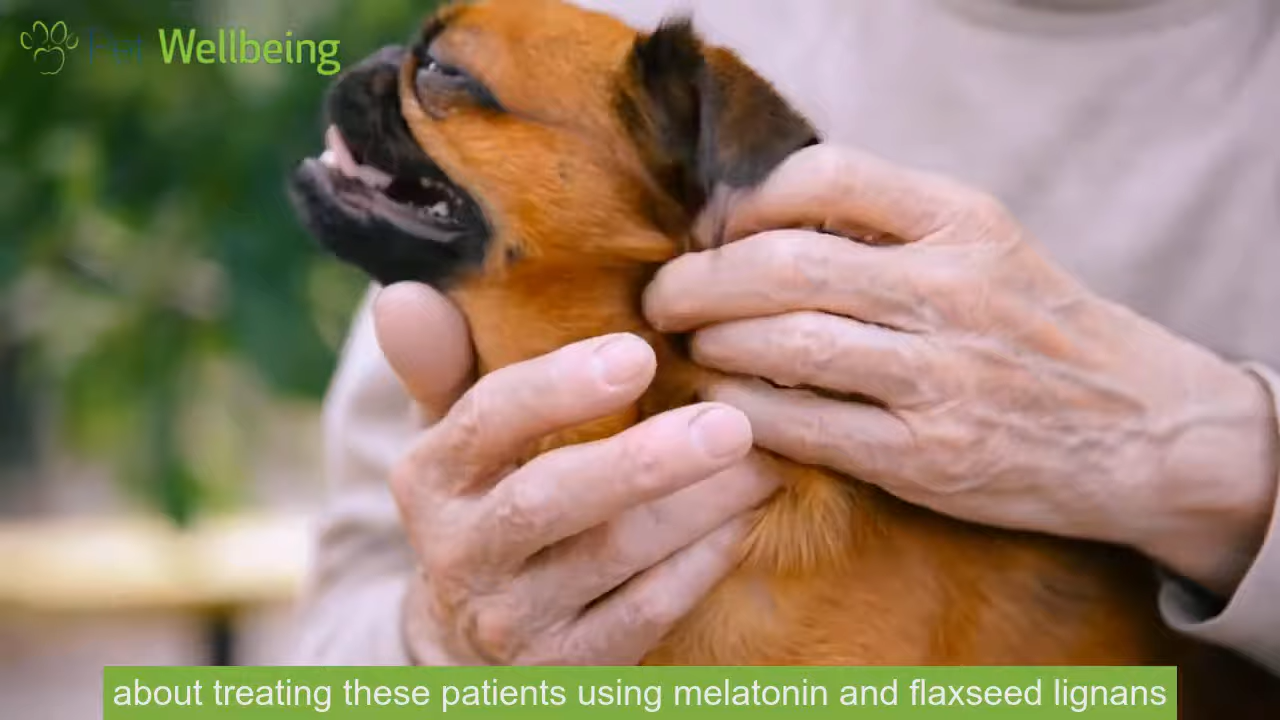 Pet Wellbeing
about treating these patients using melatonin and flaxseed lignans